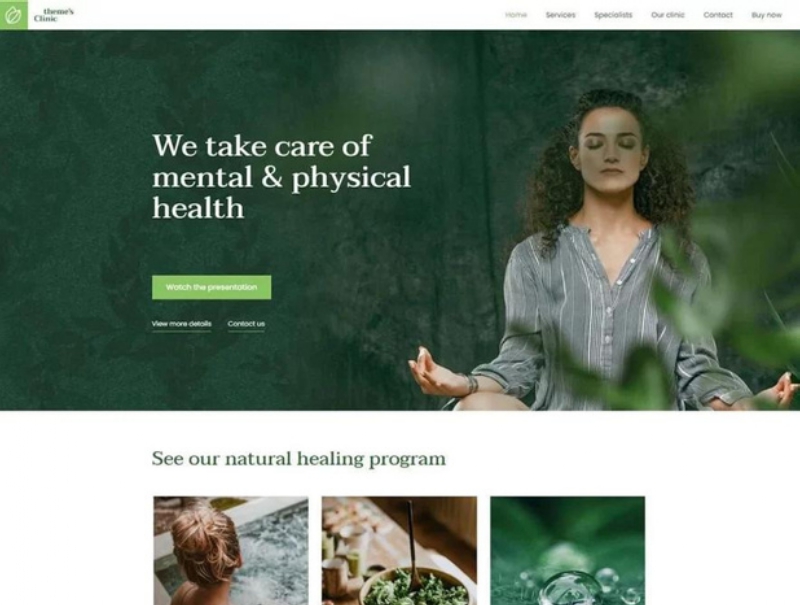 theme's
Clinic
Home Services Specialists Our clinic Contact Buy now
We take care of
mental & physical
health
Watch the presentation
View more details Contact us
See our natural healing program